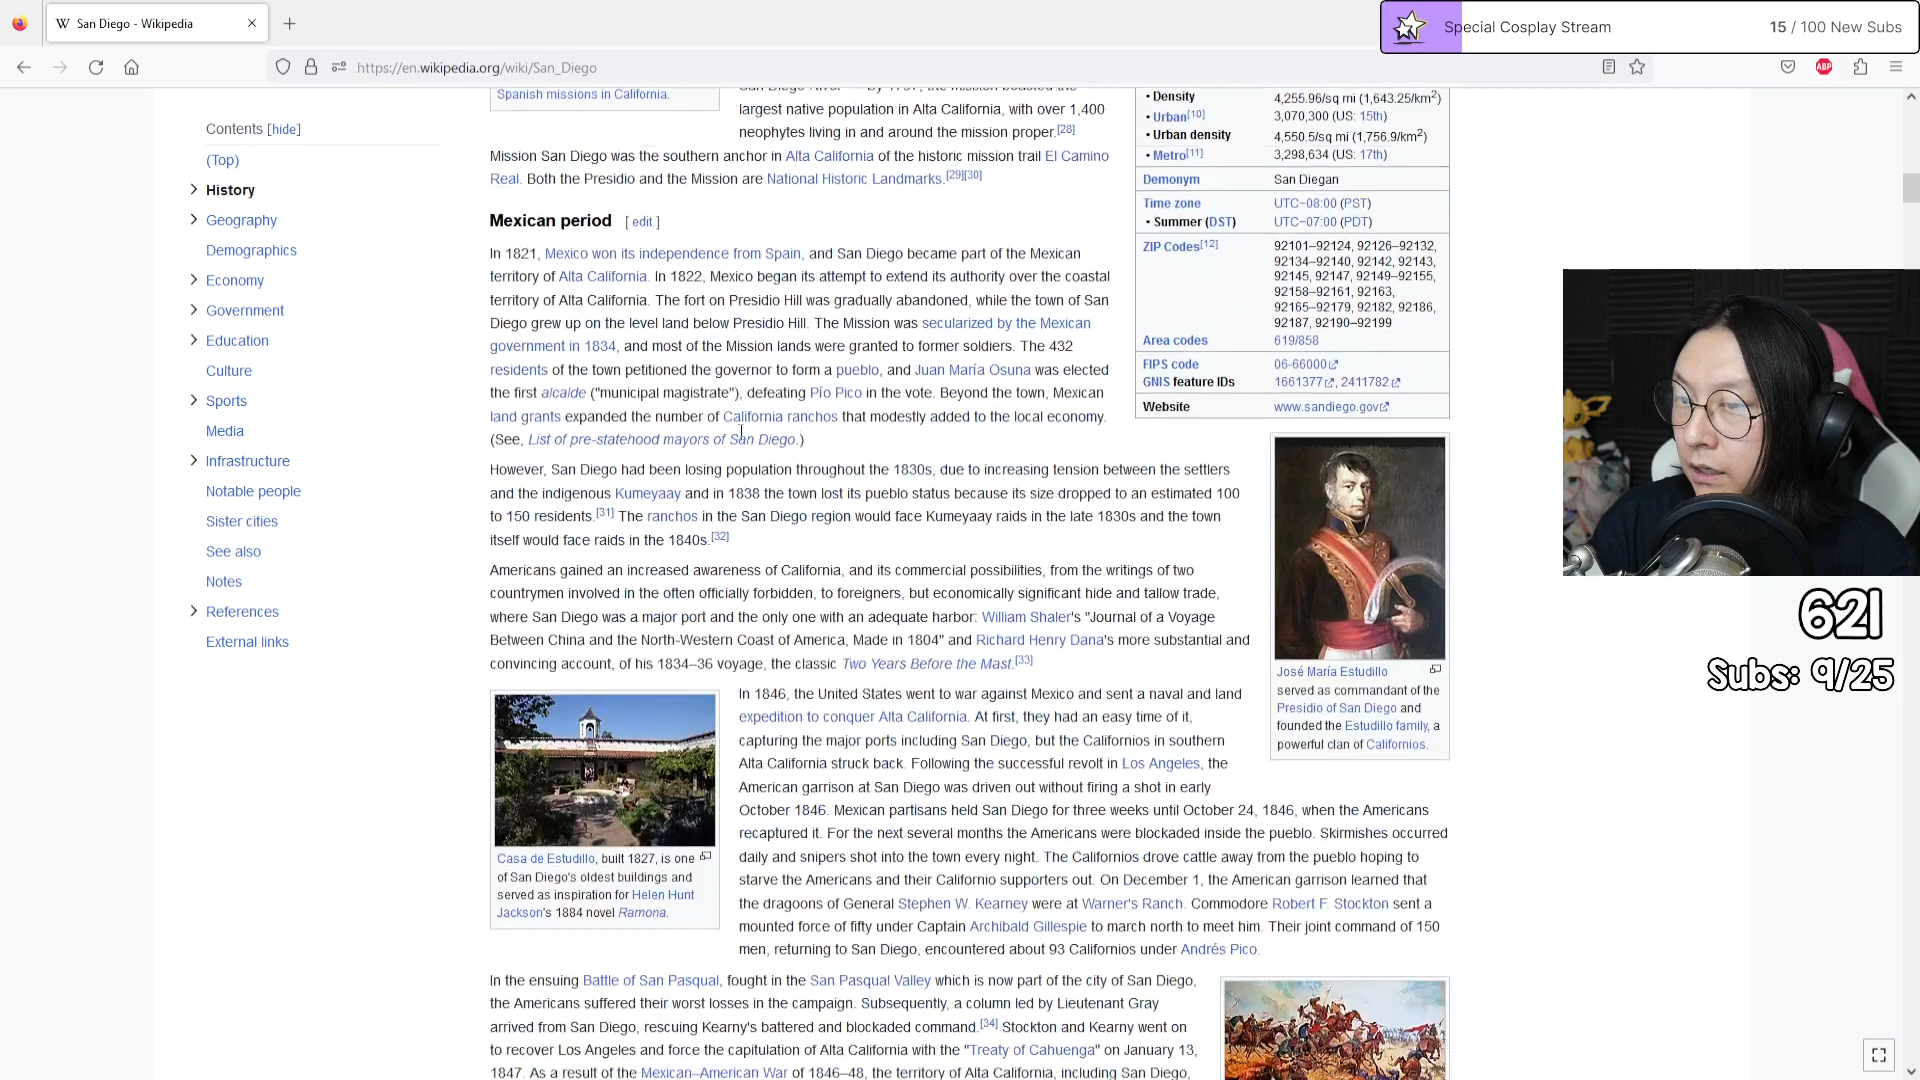 San Diego - Wikipedia
Special Cosplay Stream
15 / 100 New Subs
https://en.wikipedia.org/wiki/San_Diego
ABP
Contents [hide]
(Top)
History
Geography
Demographics
Economy
Government
Education
Culture
Sports
Media
Infrastructure
Notable people
Sister cities
See also
Notes
References
External links
Spanish missions in California.
largest native population in Alta California, with over 1,400
neophytes living in and around the mission proper.[28]
Mission San Diego was the southern anchor in Alta California of the historic mission trail El Camino
Real. Both the Presidio and the Mission are National Historic Landmarks.[29][30]
Mexican period [ edit ]
In 1821, Mexico won its independence from Spain, and San Diego became part of the Mexican
territory of Alta California. In 1822, Mexico began its attempt to extend its authority over the coastal
territory of Alta California. The fort on Presidio Hill was gradually abandoned, while the town of San
Diego grew up on the level land below Presidio Hill. The Mission was secularized by the Mexican
government in 1834, and most of the Mission lands were granted to former soldiers. The 432
residents of the town petitioned the governor to form a pueblo, and Juan María Osuna was elected
the first alcalde ("municipal magistrate"), defeating Pío Pico in the vote. Beyond the town, Mexican
land grants expanded the number of California ranchos that modestly added to the local economy.
(See, List of pre-statehood mayors of San Diego.)
However, San Diego had been losing population throughout the 1830s, due to increasing tension between the settlers
and the indigenous Kumeyaay and in 1838 the town lost its pueblo status because its size dropped to an estimated 100
to 150 residents.[31] The ranchos in the San Diego region would face Kumeyaay raids in the late 1830s and the town
itself would face raids in the 1840s.[32]
Americans gained an increased awareness of California, and its commercial possibilities, from the writings of two
countrymen involved in the often officially forbidden, to foreigners, but economically significant hide and tallow trade,
where San Diego was a major port and the only one with an adequate harbor: William Shaler's "Journal of a Voyage
Between China and the North-Western Coast of America, Made in 1804" and Richard Henry Dana's more substantial and
convincing account, of his 1834–36 voyage, the classic Two Years Before the Mast.[33]
In 1846, the United States went to war against Mexico and sent a naval and land
expedition to conquer Alta California. At first, they had an easy time of it,
capturing the major ports including San Diego, but the Californios in southern
Alta California struck back. Following the successful revolt in Los Angeles, the
American garrison at San Diego was driven out without firing a shot in early
October 1846. Mexican partisans held San Diego for three weeks until October 24, 1846, when the Americans
recaptured it. For the next several months the Americans were blockaded inside the pueblo. Skirmishes occurred
daily and snipers shot into the town every night. The Californios drove cattle away from the pueblo hoping to
starve the Americans and their Californio supporters out. On December 1, the American garrison learned that
the dragoons of General Stephen W. Kearney were at Warner's Ranch. Commodore Robert F. Stockton sent a
mounted force of fifty under Captain Archibald Gillespie to march north to meet him. Their joint command of 150
men, returning to San Diego, encountered about 93 Californios under Andrés Pico.
Casa de Estudillo, built 1827, is one
of San Diego's oldest buildings and
served as inspiration for Helen Hunt
Jackson's 1884 novel Ramona.
In the ensuing Battle of San Pasqual, fought in the San Pasqual Valley which is now part of the city of San Diego,
the Americans suffered their worst losses in the campaign. Subsequently, a column led by Lieutenant Gray
arrived from San Diego, rescuing Kearny's battered and blockaded command.[34] Stockton and Kearny went on
to recover Los Angeles and force the capitulation of Alta California with the "Treaty of Cahuenga" on January 13,
1847. As a result of the Mexican–American War of 1846–48, the territory of Alta California, including San Diego,
• Density 4,255.96/sq mi (1,643.25/km2)
• Urban[10] 3,070,300 (US: 15th)
• Urban density 4,550.5/sq mi (1,756.9/km2)
• Metro[11] 3,298,634 (US: 17th)
Demonym San Diegan
Time zone UTC−08:00 (PST)
• Summer (DST) UTC−07:00 (PDT)
ZIP Codes[12] 92101–92124, 92126–92132,
92134–92140, 92142, 92143,
92145, 92147, 92149–92155,
92158–92161, 92163,
92165–92179, 92182, 92186,
92187, 92190–92199
Area codes 619/858
FIPS code 06-66000
GNIS feature IDs 1661377, 2411782
Website www.sandiego.gov
José María Estudillo
served as commandant of the
Presidio of San Diego and
founded the Estudillo family, a
powerful clan of Californios.
621
Subs: 9/25